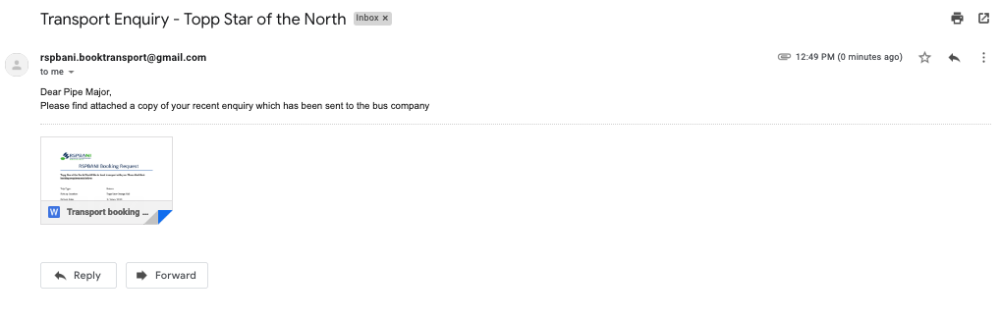 Transport Enquiry - Topp Star of the North Inbox ×
rspbani.booktransport@gmail.com 12:49 PM (0 minutes ago)
to me
Dear Pipe Major,
Please find attached a copy of your recent enquiry which has been sent to the bus company
RSPBANI
RSPBANI Booking Request
W Transport booking ...
Reply Forward